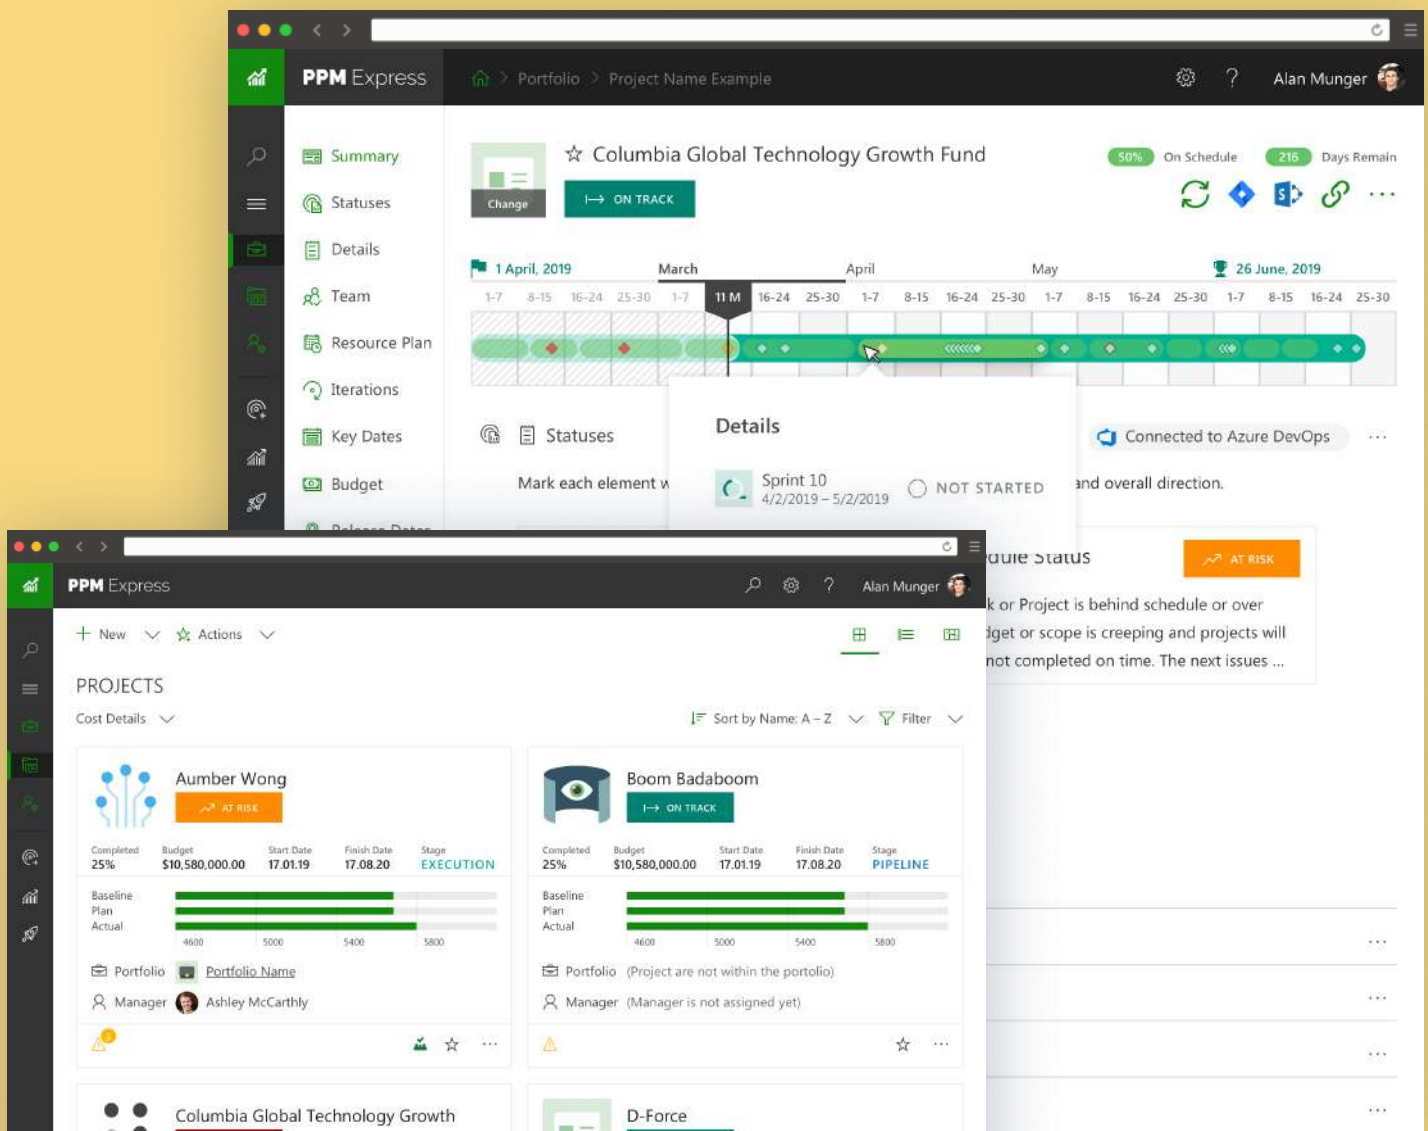 PPM Express
Portfolio > Project Name Example
? Alan Munger
Summary
Statuses
Details
Team
Resource Plan
Iterations
Key Dates
Budget
Release Dates
Change
Columbia Global Technology Growth Fund
ON TRACK
50% On Schedule 216 Days Remain
S
1 April, 2019 March April May 26 June, 2019
1-7 8-15 16-24 25-30 1-7 11 M 16-24 25-30 1-7 8-15 16-24 25-30 1-7 8-15 16-24 25-30 1-7 8-15 16-24 25-30
Statuses
Connected to Azure DevOps ...
Mark each element w
and overall direction.
Details
Sprint 10
4/2/2019 – 5/2/2019
NOT STARTED
dule Status
AT RISK
k or Project is behind schedule or over
dget or scope is creeping and projects will
not completed on time. The next issues ...
PPM Express
? Alan Munger
New Actions
PROJECTS
Cost Details
Sort by Name: A – Z Filter
Aumber Wong
AT RISK
Completed Budget Start Date Finish Date Stage
25% $10,580,000.00 17.01.19 17.08.20 EXECUTION
Baseline
Plan
Actual
4600 5000 5400 5800
Portfolio Portfolio Name
Manager Ashley McCarthly
Boom Badaboom
ON TRACK
Completed Budget Start Date Finish Date Stage
25% $10,580,000.00 17.01.19 17.08.20 PIPELINE
Baseline
Plan
Actual
4600 5000 5400 5800
Portfolio (Project are not within the portolio)
Manager (Manager is not assigned yet)
Columbia Global Technology Growth
D-Force